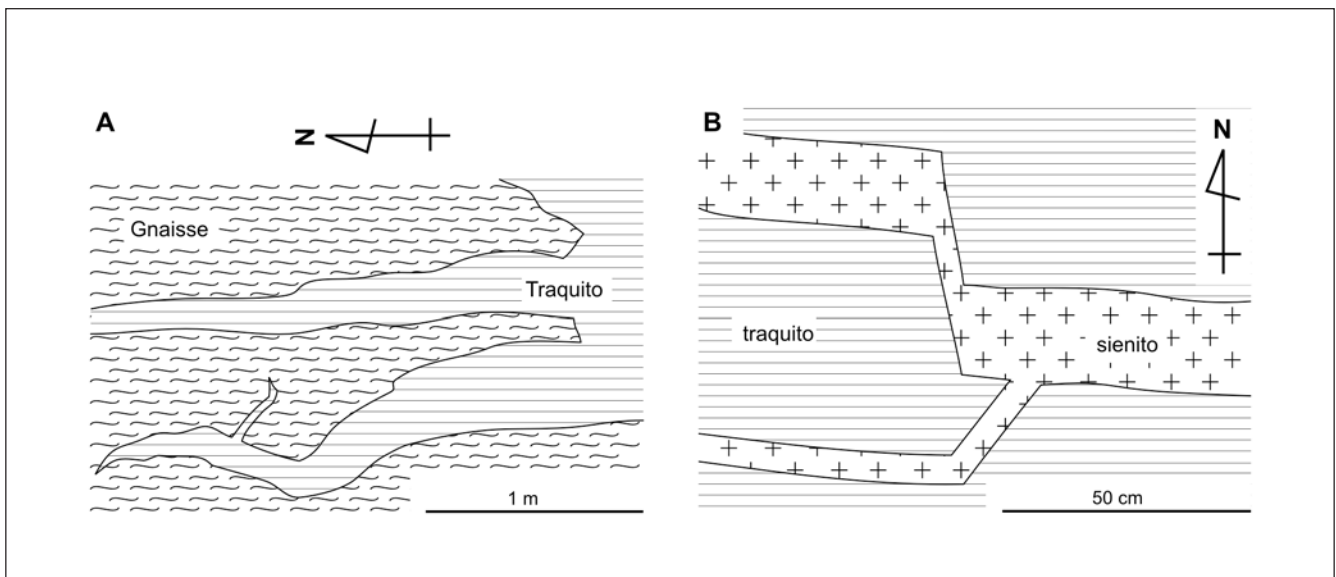 A
N
Gnaisse
Traquito
1 m
B
N
traquito
sienito
50 cm